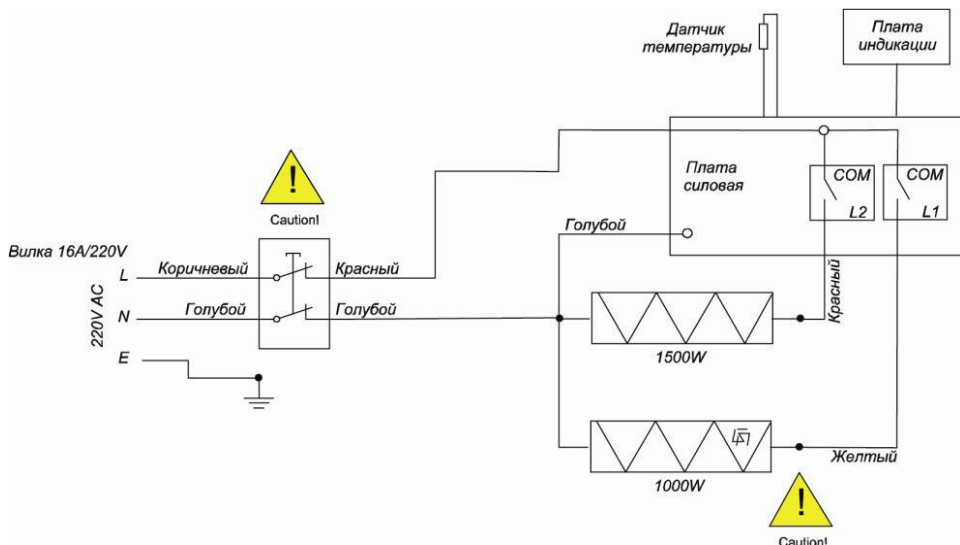 Датчик
температуры
Плата
индикации
Плата
силовая
COM
L2
COM
L1
!
Caution!
Голубой
Вилка 16A/220V
L
Коричневый
Красный
220V AC
N
Голубой
Голубой
E
Красный
1500W
1000W
Желтый
!
Caution!